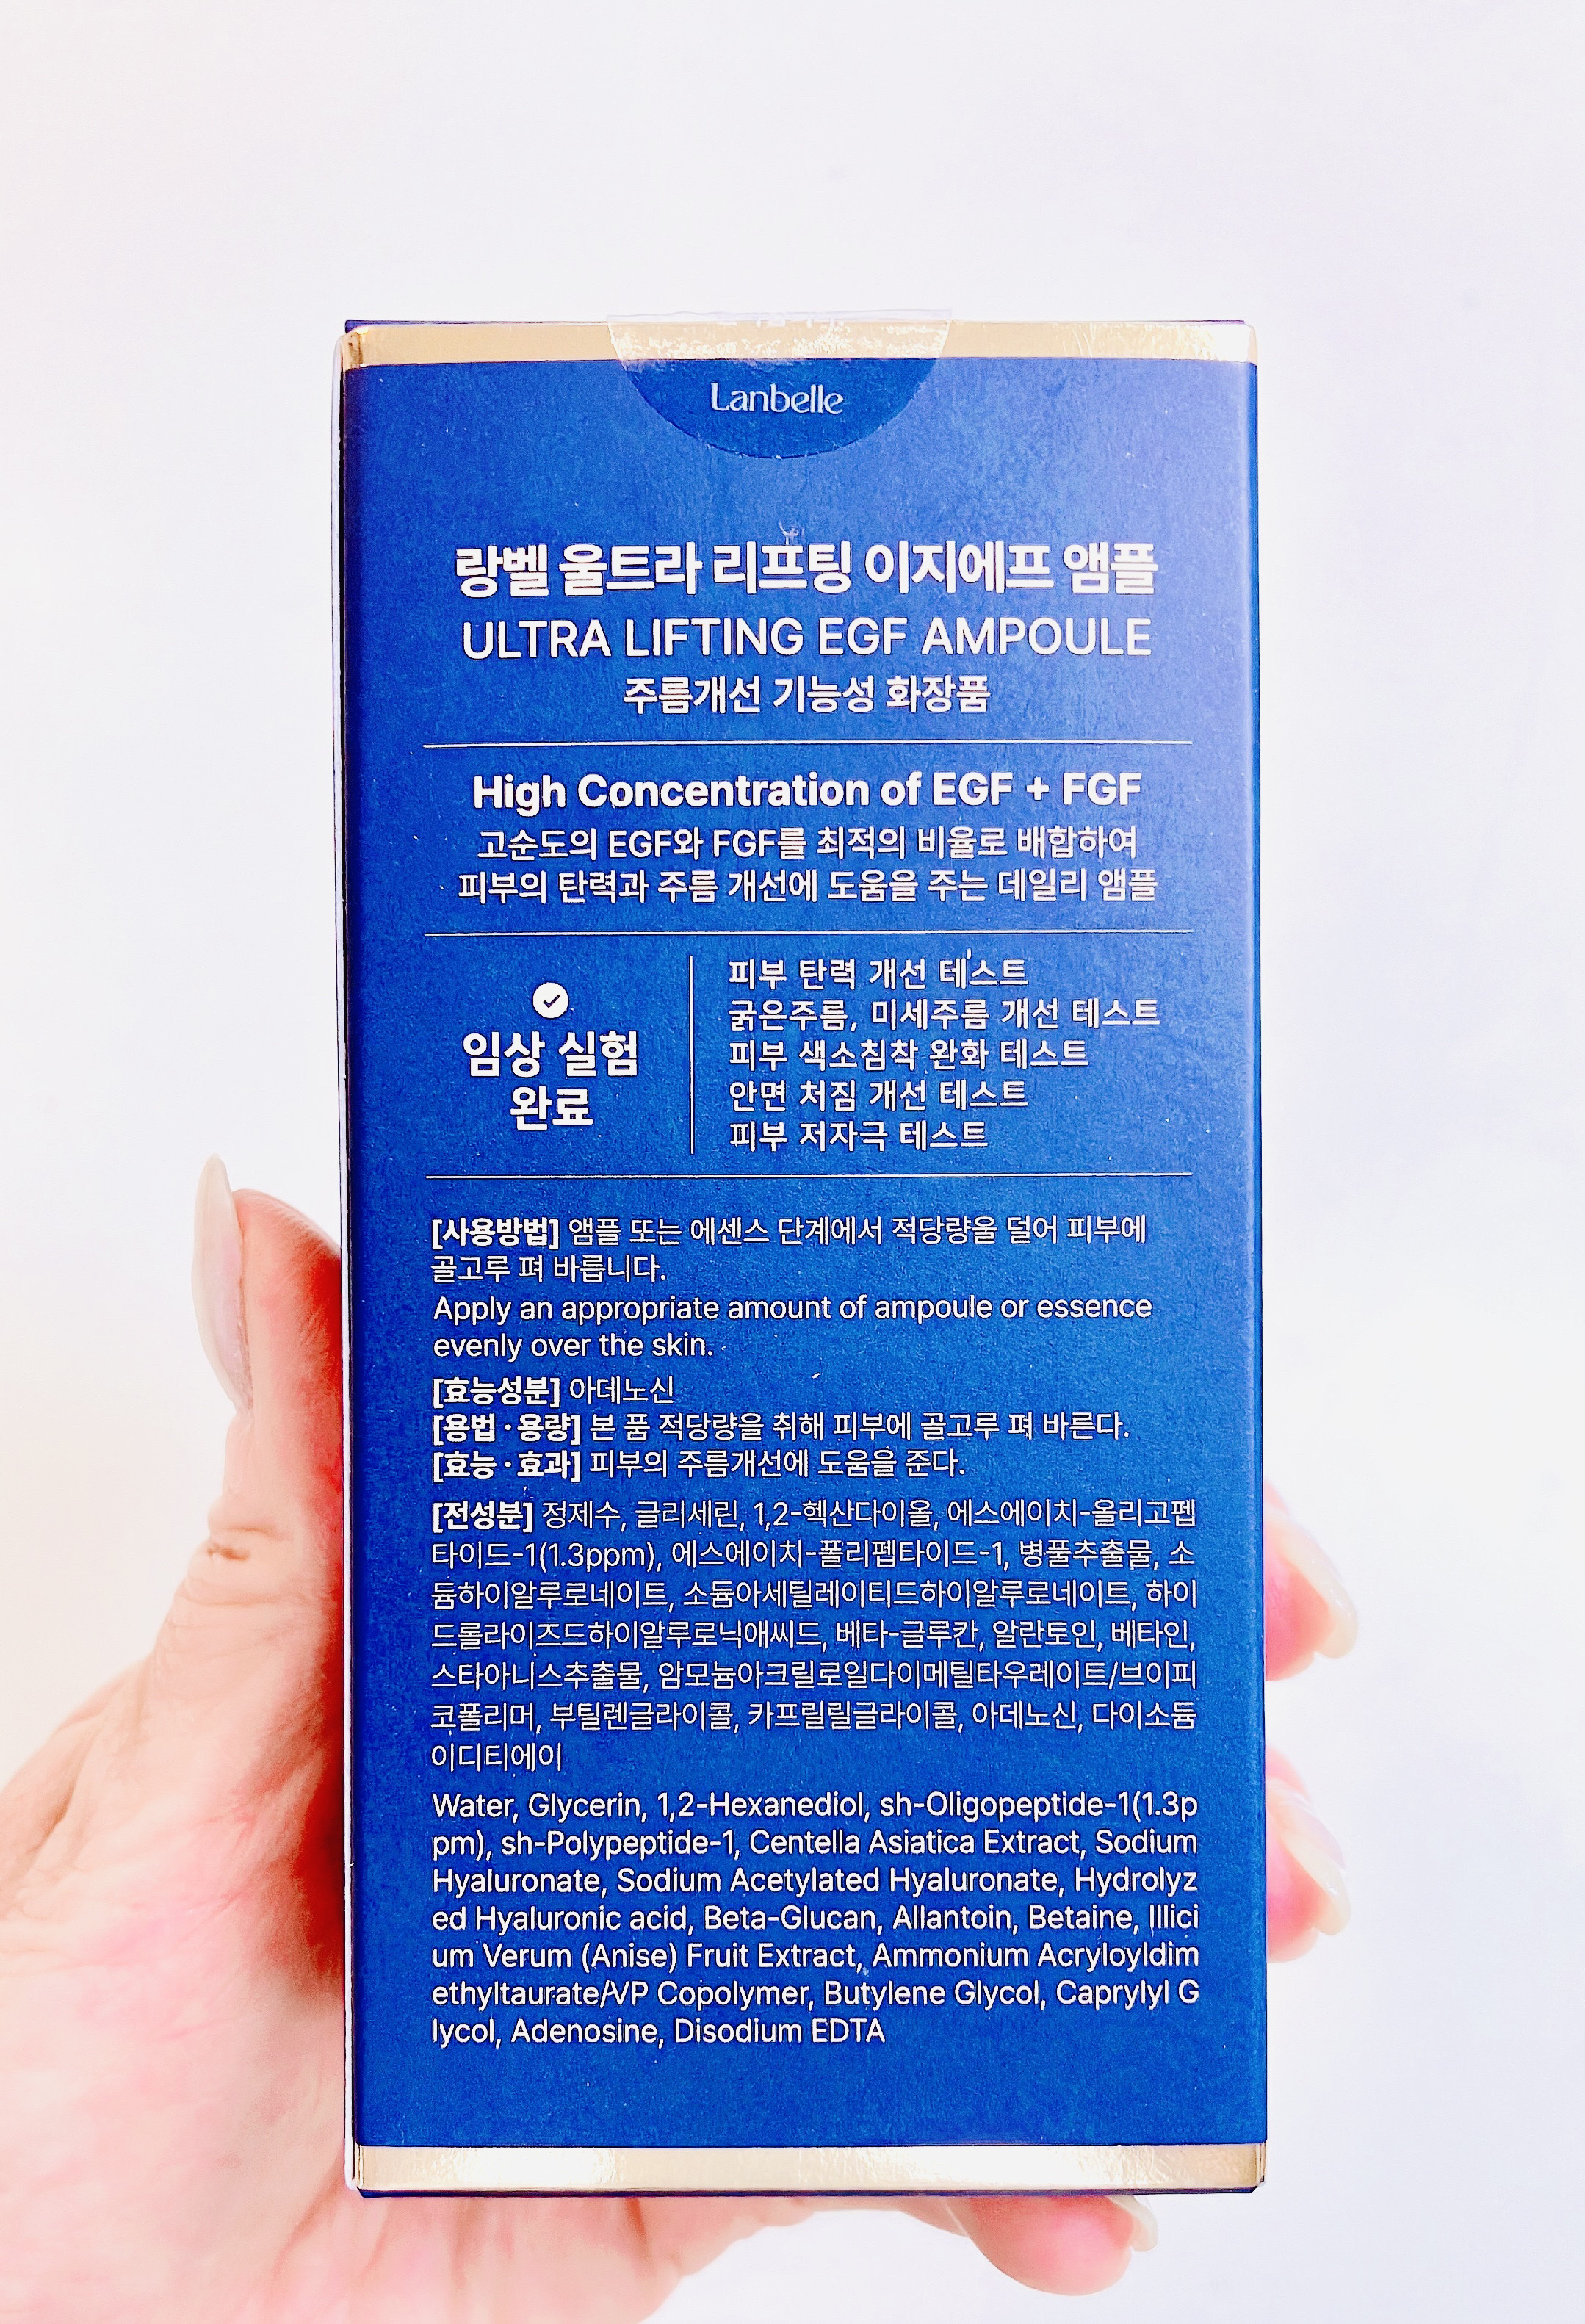 Lanbelle
랑벨 울트라 리프팅 이지에프 앰플
ULTRA LIFTING EGF AMPOULE
주름개선 기능성 화장품
High Concentration of EGF + FGF
고순도의 EGF와 FGF를 최적의 비율로 배합하여
피부의 탄력과 주름 개선에 도움을 주는 데일리 앰플
임상 실험
완료
피부 탄력 개선 테스트
굵은주름, 미세주름 개선 테스트
피부 색소침착 완화 테스트
안면 처짐 개선 테스트
피부 저자극 테스트
[사용방법] 앰플 또는 에센스 단계에서 적당량울 덜어 피부에
골고루 펴 바릅니다.
Apply an appropriate amount of ampoule or essence
evenly over the skin.
[효능성분] 아데노신
[용법 · 용량] 본 품 적당량을 취해 피부에 골고루 펴 바른다.
[효능 · 효과] 피부의 주름개선에 도움을 준다.
[전성분] 정제수, 글리세린, 1,2-헥산다이올, 에스에이치-올리고펩
타이드-1(1.3ppm), 에스에이치-폴리펩타이드-1, 병풀추출물, 소
듐하이알루로네이트, 소듐아세틸레이티드하이알루로네이트, 하이
드롤라이즈드하이알루로닉애씨드, 베타-글루칸, 알란토인, 베타인,
스타아니스추출물, 암모늄아크릴로일다이메틸타우레이트/브이피
코폴리머, 부틸렌글라이콜, 카프릴릴글라이콜, 아데노신, 다이소듐
이디티에이
Water, Glycerin, 1,2-Hexanediol, sh-Oligopeptide-1(1.3p
pm), sh-Polypeptide-1, Centella Asiatica Extract, Sodium
Hyaluronate, Sodium Acetylated Hyaluronate, Hydrolyz
ed Hyaluronic acid, Beta-Glucan, Allantoin, Betaine, Illici
um Verum (Anise) Fruit Extract, Ammonium Acryloyldim
ethyltaurate/VP Copolymer, Butylene Glycol, Caprylyl G
lycol, Adenosine, Disodium EDTA